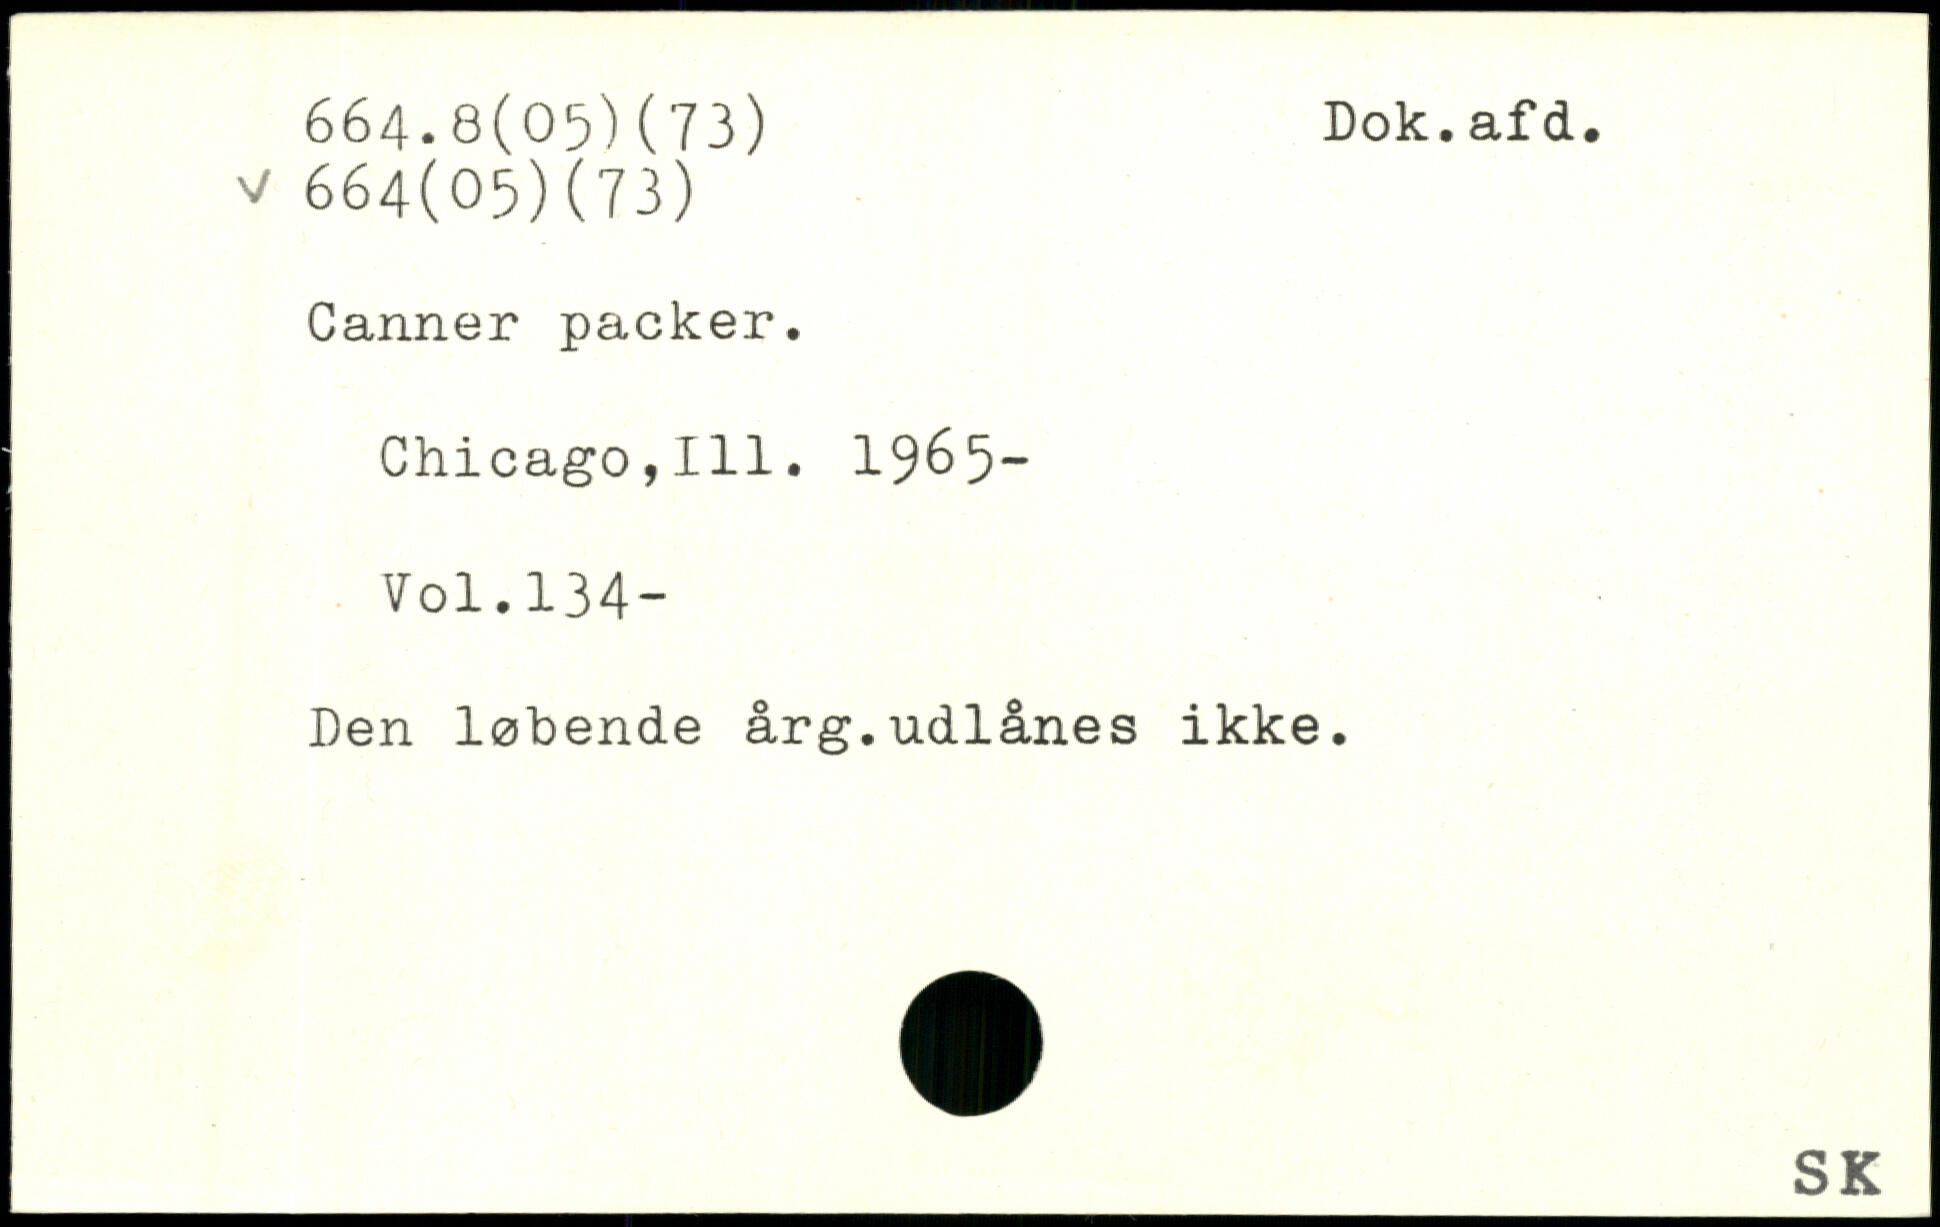 664.8(05)(73) Dok.afd.
v 664(05)(73)
Canner packer.
Chicago,Ill. 1965-
Vol.134-
Den løbende årg.udlånes ikke.
SK